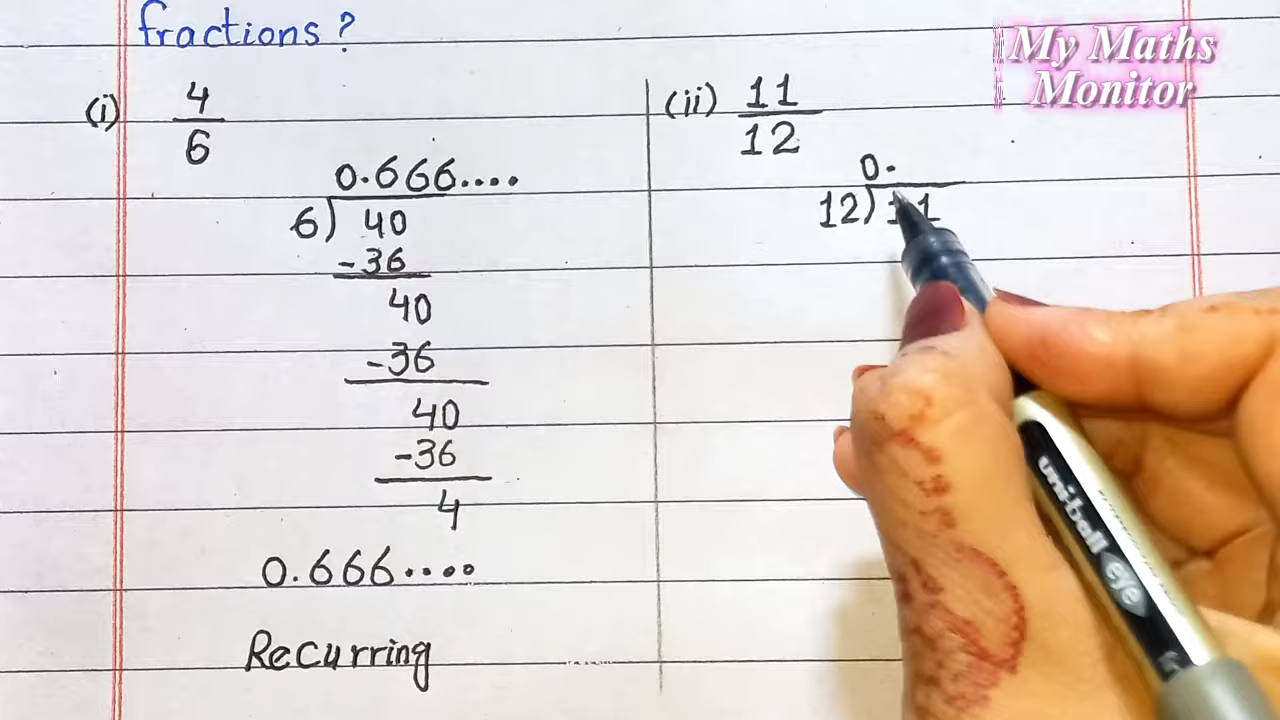 fractions?
My Maths
Monitor
(i) 4
6
0.666....
6) 40
-36
40
-36
40
-36
4
0.666....
Recurring
(ii) 11
12
0.
12) 11
uniball eye